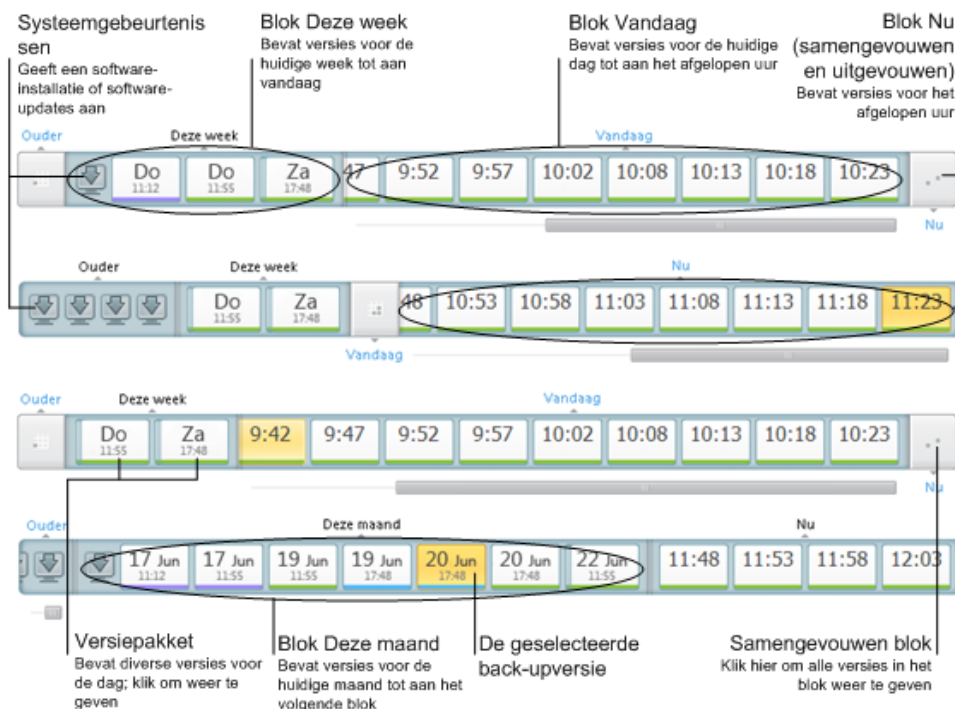 Systeemgebeurtenis
sen
Geeft een software-
installatie of software-
updates aan
Blok Deze week
Bevat versies voor de
huidige week tot aan
vandaag
Blok Vandaag
Bevat versies voor de huidige
dag tot aan het afgelopen uur
Blok Nu
(samengevouwen
en uitgevouwen)
Bevat versies voor het
afgelopen uur
Ouder Deze week Vandaag
Do Do Za 47 9:52 9:57 10:02 10:08 10:13 10:18 10:23
11:12 11:55 17:48
Nu
Ouder Deze week Nu
Do Za 48 10:53 10:58 11:03 11:08 11:13 11:18 11:23
11:55 17:48
Vandaag
Ouder Deze week Vandaag
Do Za 9:42 9:47 9:52 9:57 10:02 10:08 10:13 10:18 10:23
11:55 17:48
Nu
Ouder Deze maand Nu
17 Jun 17 Jun 19 Jun 19 Jun 20 Jun 20 Jun 22 Jun 11:48 11:53 11:58 12:03
11:12 11:55 11:55 17:48 17:48 17:48 11:55
Versiepakket
Bevat diverse versies voor
de dag; klik om weer te
geven
Blok Deze maand
Bevat versies voor de
huidige maand tot aan het
volgende blok
De geselecteerde
back-upversie
Samengevouwen blok
Klik hier om alle versies in het
blok weer te geven